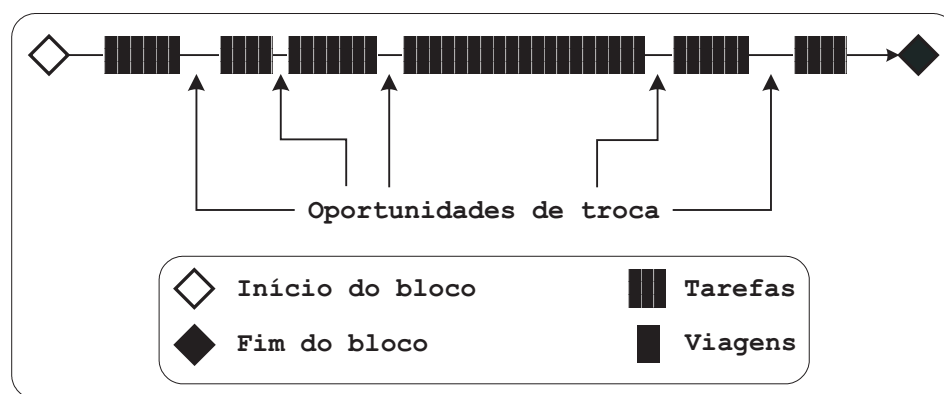 Oportunidades de troca
Início do bloco
Tarefas
Fim do bloco
Viagens